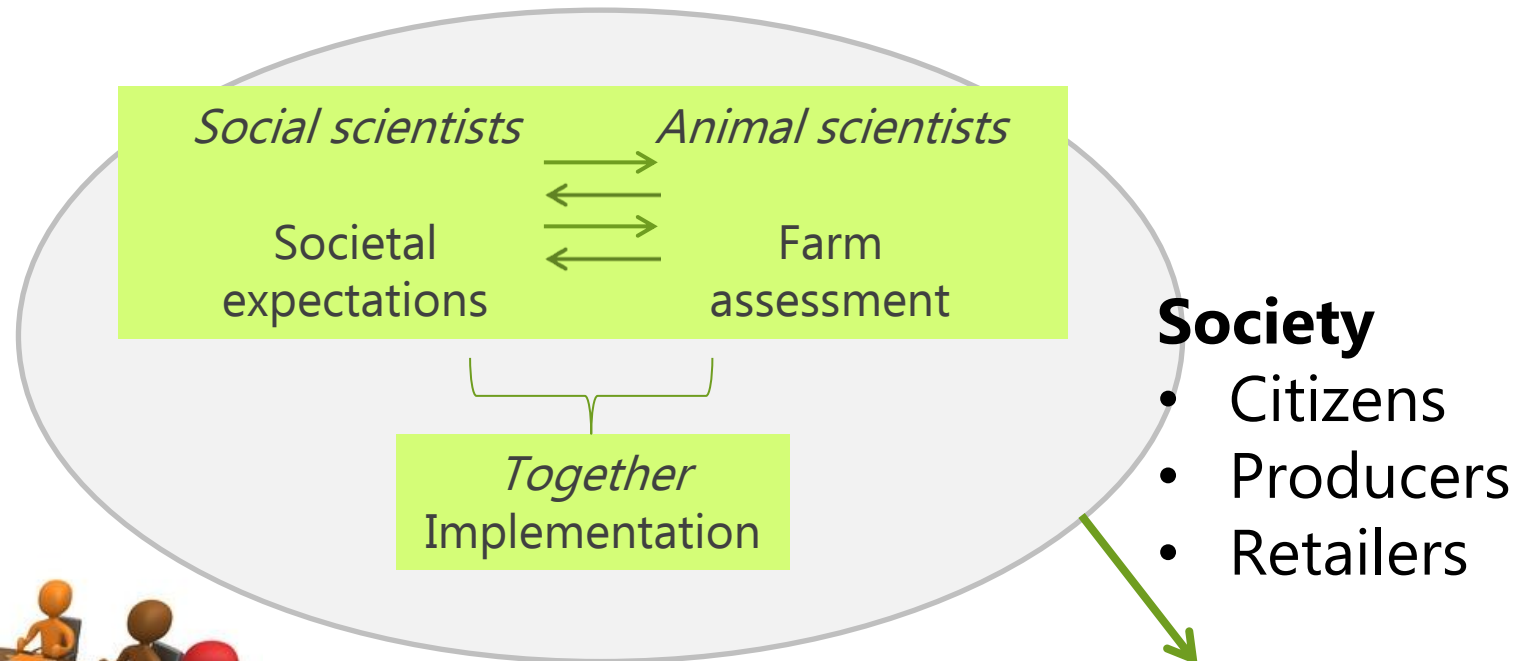 Social scientists
Animal scientists
Societal
expectations
Farm
assessment
Together
Implementation
Society
• Citizens
• Producers
• Retailers